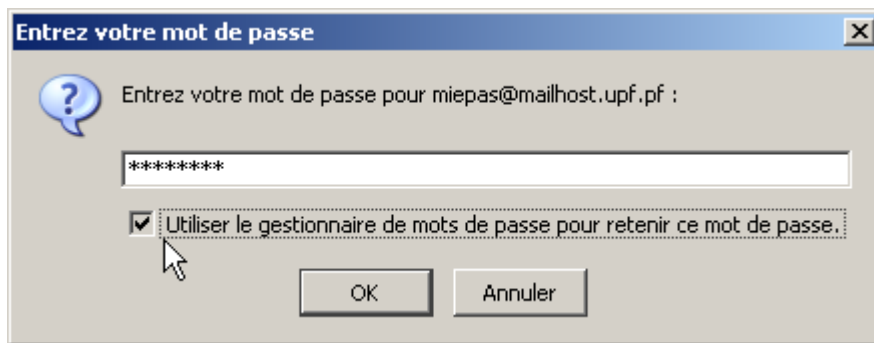 Entrez votre mot de passe
Entrez votre mot de passe pour miepas@mailhost.upf.pf :
********
Utiliser le gestionnaire de mots de passe pour retenir ce mot de passe.
OK
Annuler